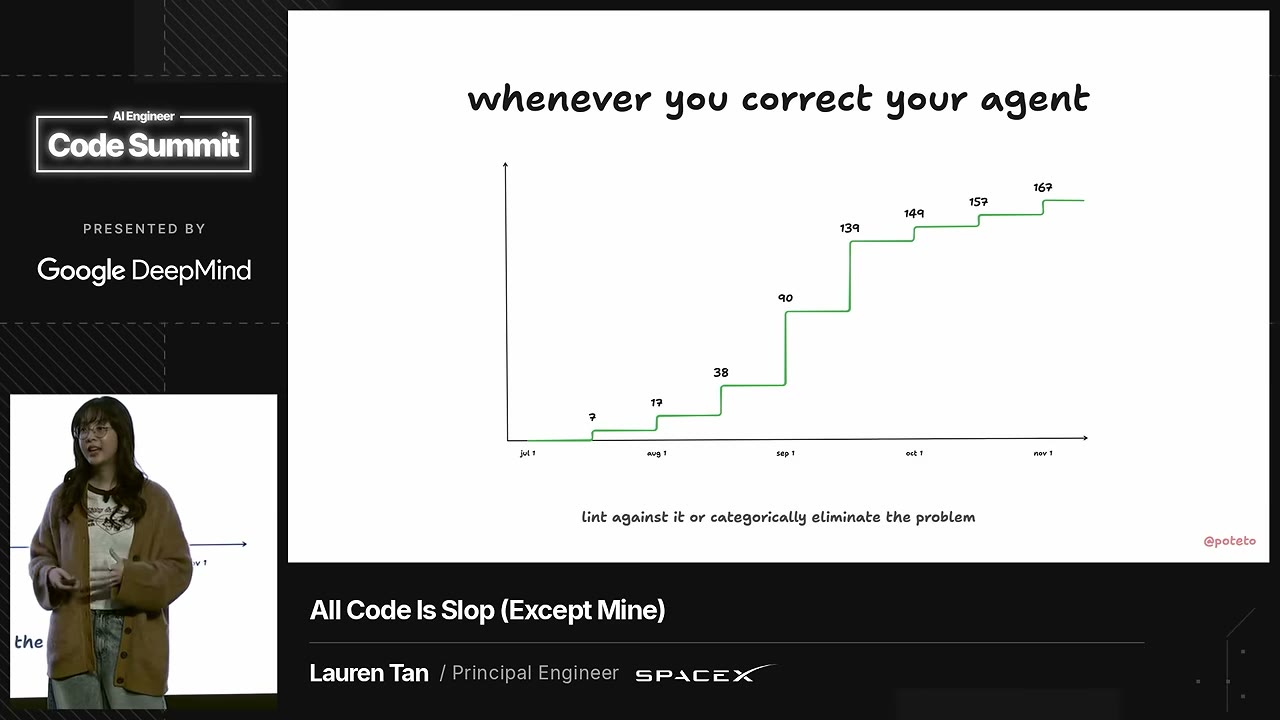 AI Engineer
Code Summit
PRESENTED BY
Google DeepMind
whenever you correct your agent
167
157
149
139
90
38
17
7
jul 1
aug 1
sep 1
oct 1
nov 1
lint against it or categorically eliminate the problem
@poteto
the
All Code Is Slop (Except Mine)
Lauren Tan / Principal Engineer SPACEX